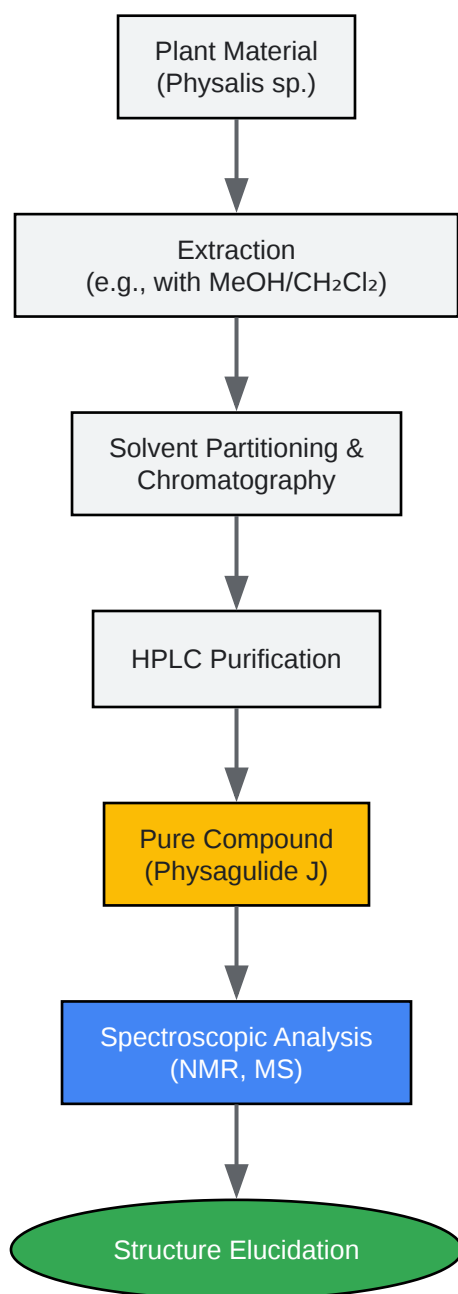 Plant Material
(Physalis sp.)
Extraction
(e.g., with MeOH/CH₂Cl₂)
Solvent Partitioning &
Chromatography
HPLC Purification
Pure Compound
(Physagulide J)
Spectroscopic Analysis
(NMR, MS)
Structure Elucidation